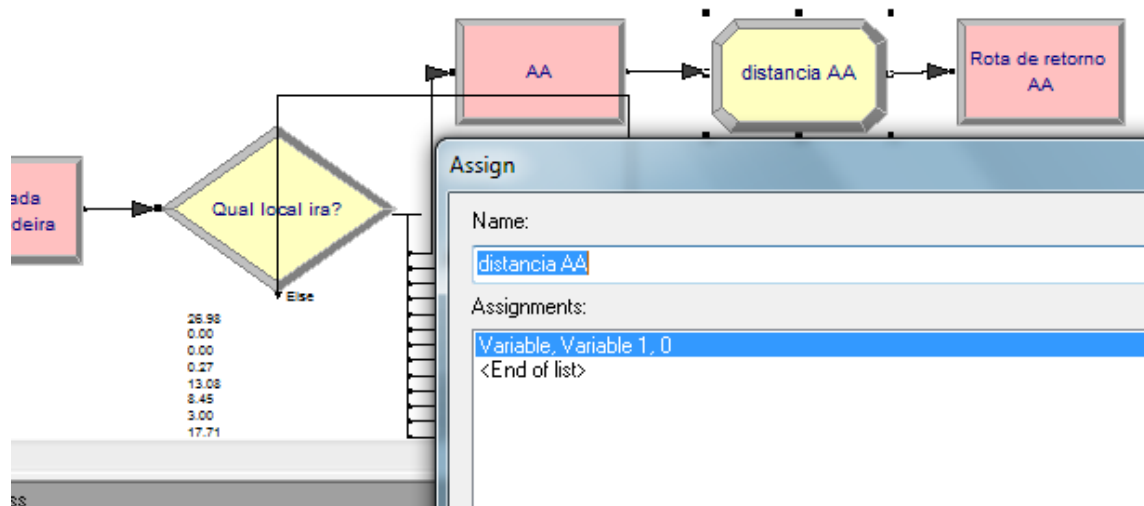 AA
distancia AA
Rota de retorno
AA
ada
deira
Qual local ira?
Else
26.98
0.00
0.00
0.27
13.08
8.45
3.00
17.71
Assign
Name:
distancia AA
Assignments:
Variable, Variable 1, 0
<End of list>
ss